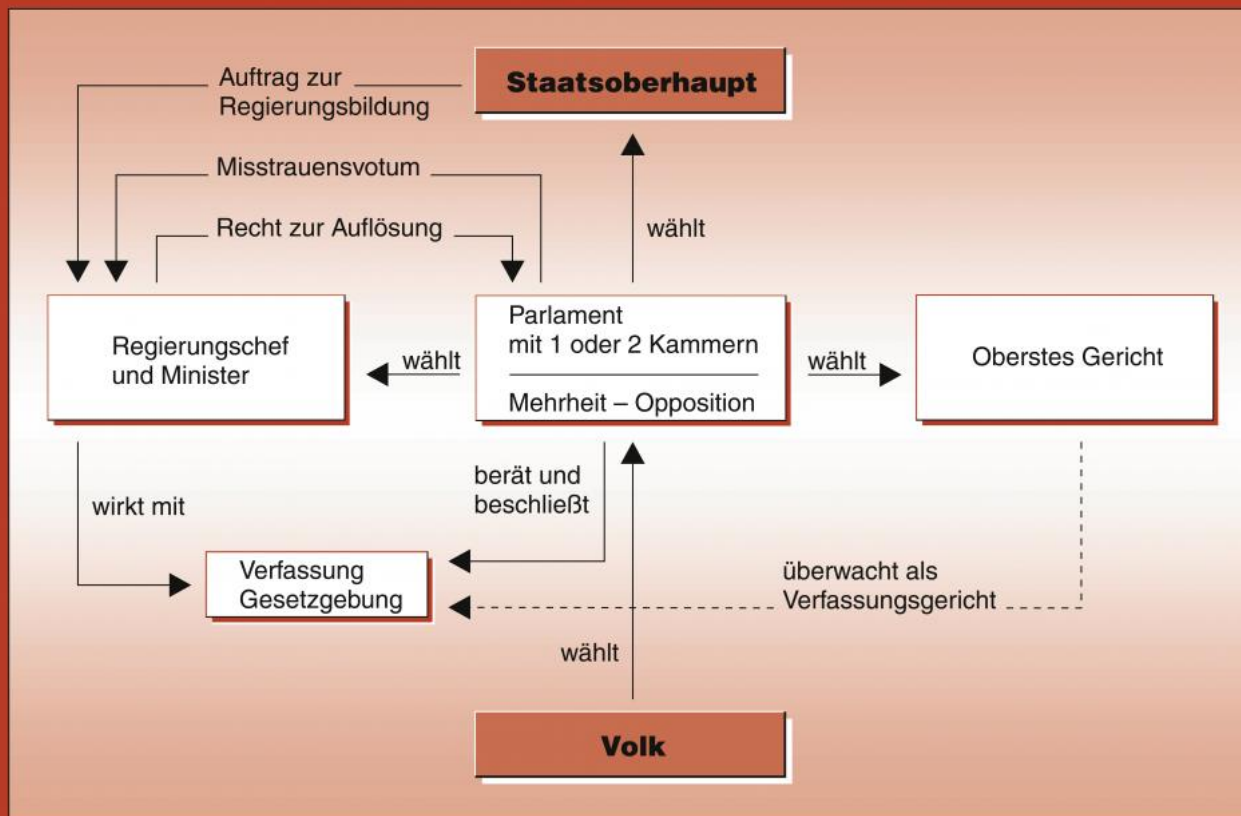 Staatsoberhaupt
Auftrag zur
Regierungsbildung
Misstrauensvotum
Recht zur Auflösung
wählt
Regierungschef
und Minister
wählt
Parlament
mit 1 oder 2 Kammern
Mehrheit – Opposition
wählt
Oberstes Gericht
wirkt mit
berät und
beschließt
Verfassung
Gesetzgebung
überwacht als
Verfassungsgericht
wählt
Volk